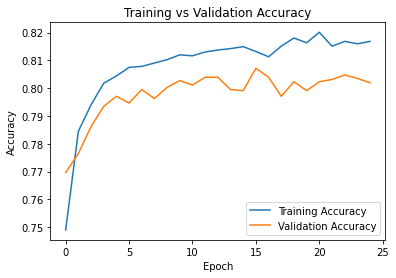 Training vs Validation Accuracy
0.82
0.81
0.80
0.79
0.78
0.77
0.76
0.75
Accuracy
Training Accuracy
Validation Accuracy
0 5 10 15 20 25
Epoch